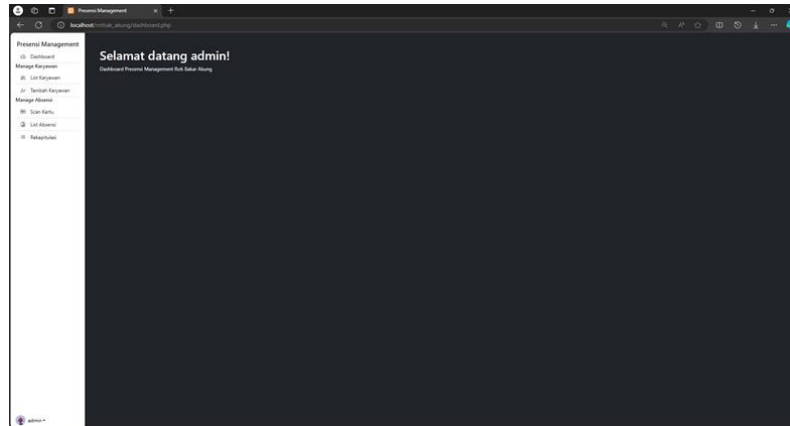 Presensi Management
localhost/rotbak_akung/dashboard.php
Presensi Management
Dashboard
Manage Karyawan
List Karyawan
Tambah Karyawan
Manage Absensi
Scan Kartu
List Absensi
Rekapitulasi
Selamat datang admin!
Dashboard Presensi Management Roti Bakar Akung
admin